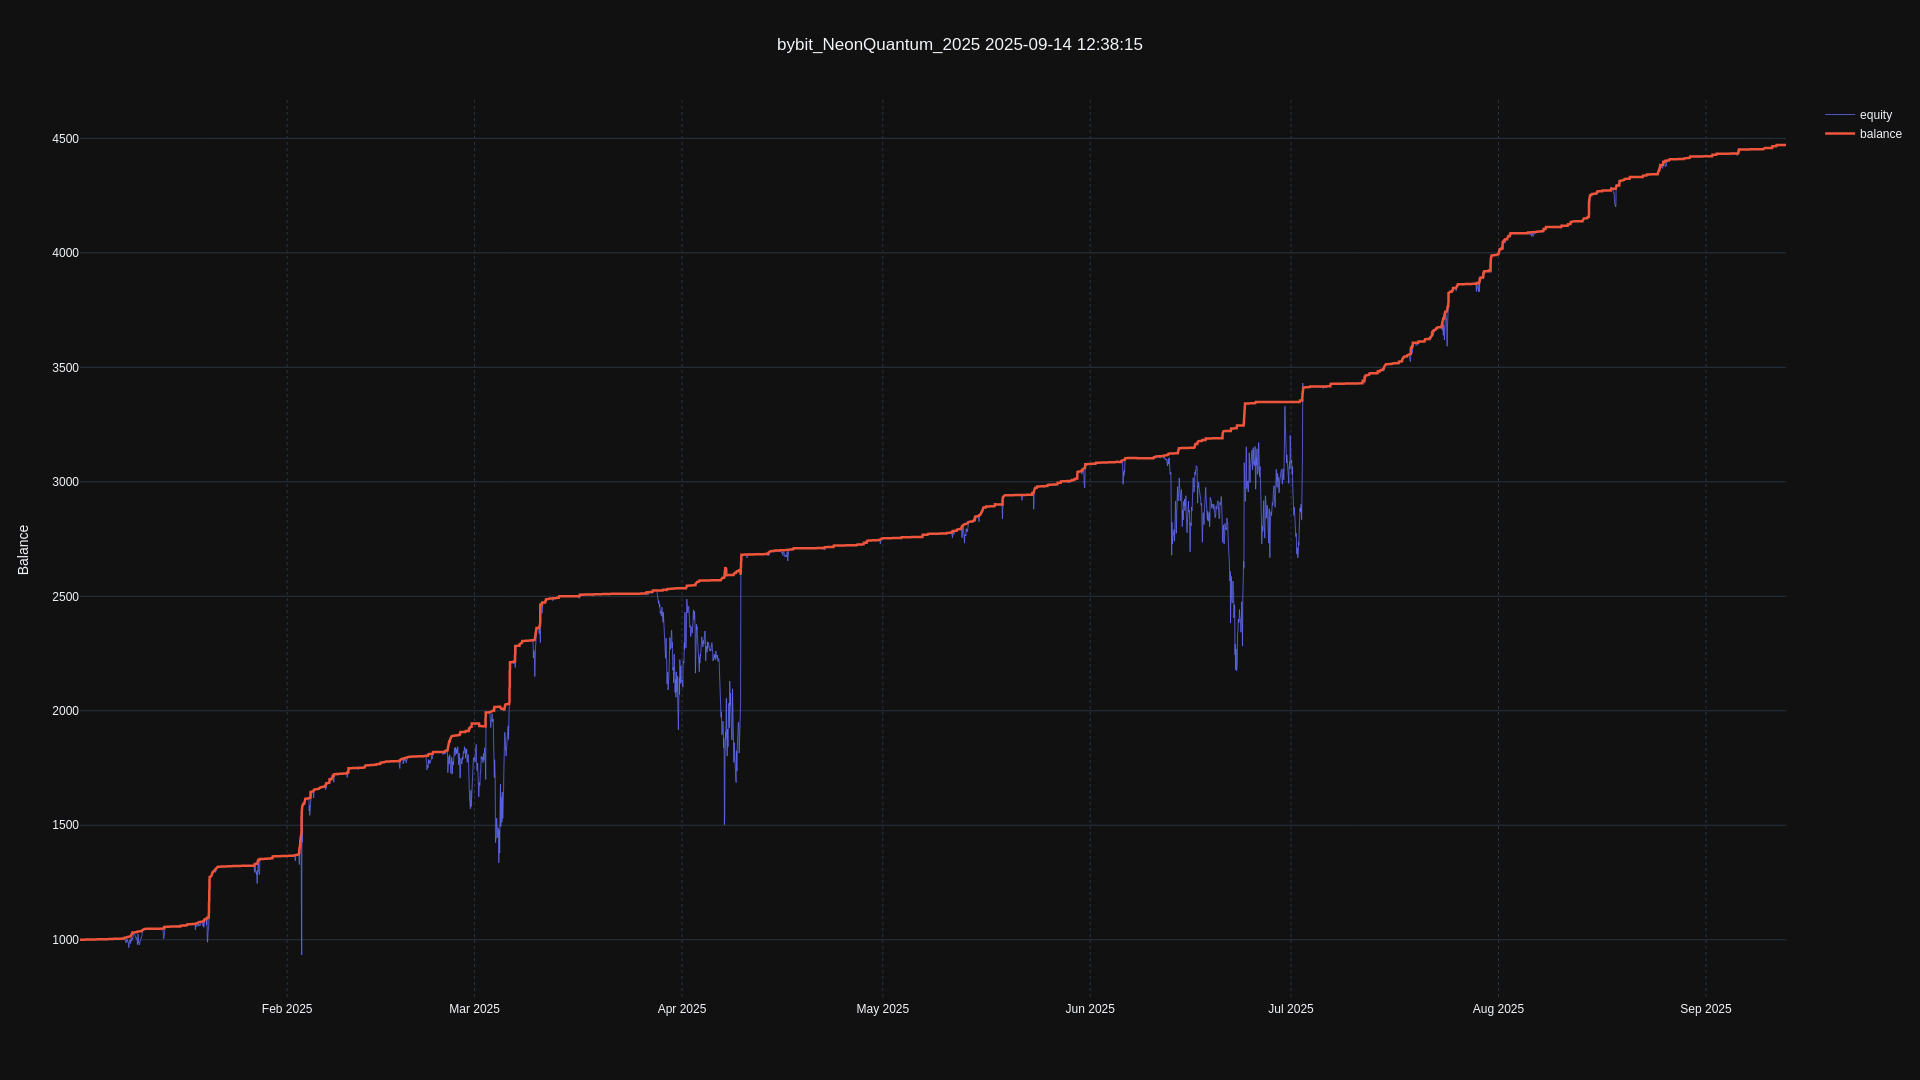 bybit_NeonQuantum_2025 2025-09-14 12:38:15
equity
balance
4500
4000
3500
3000
2500
2000
1500
1000
Balance
Feb 2025
Mar 2025
Apr 2025
May 2025
Jun 2025
Jul 2025
Aug 2025
Sep 2025